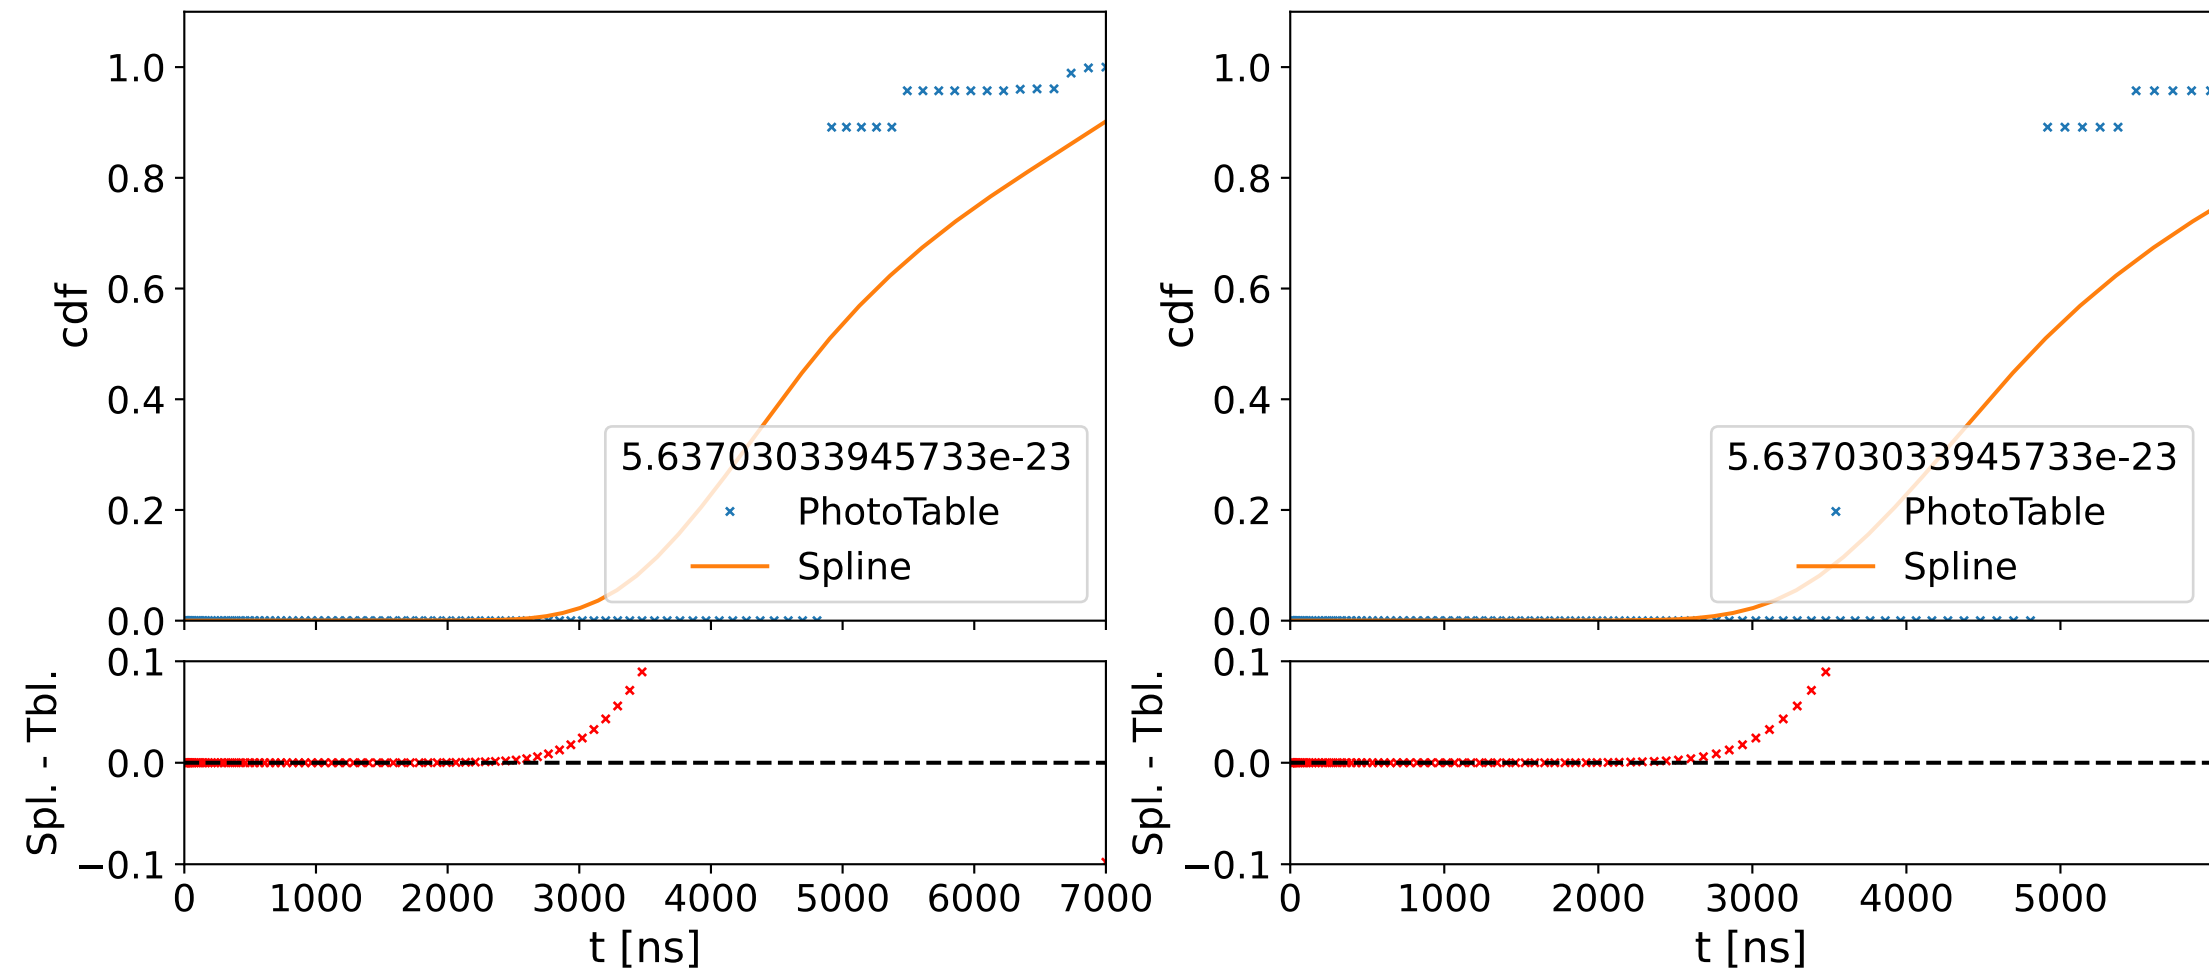 cdf
1.0
0.8
0.6
0.4
0.2
0.0
5.637030033945733e-23
PhotoTable
Spline
Spl. - Tbl.
0.1
0.0
−0.1
0 1000 2000 3000 4000 5000 6000 7000
t [ns]
cdf
1.0
0.8
0.6
0.4
0.2
0.0
5.637030033945733e-23
PhotoTable
Spline
Spl. - Tbl.
0.1
0.0
−0.1
0 1000 2000 3000 4000 5000
t [ns]